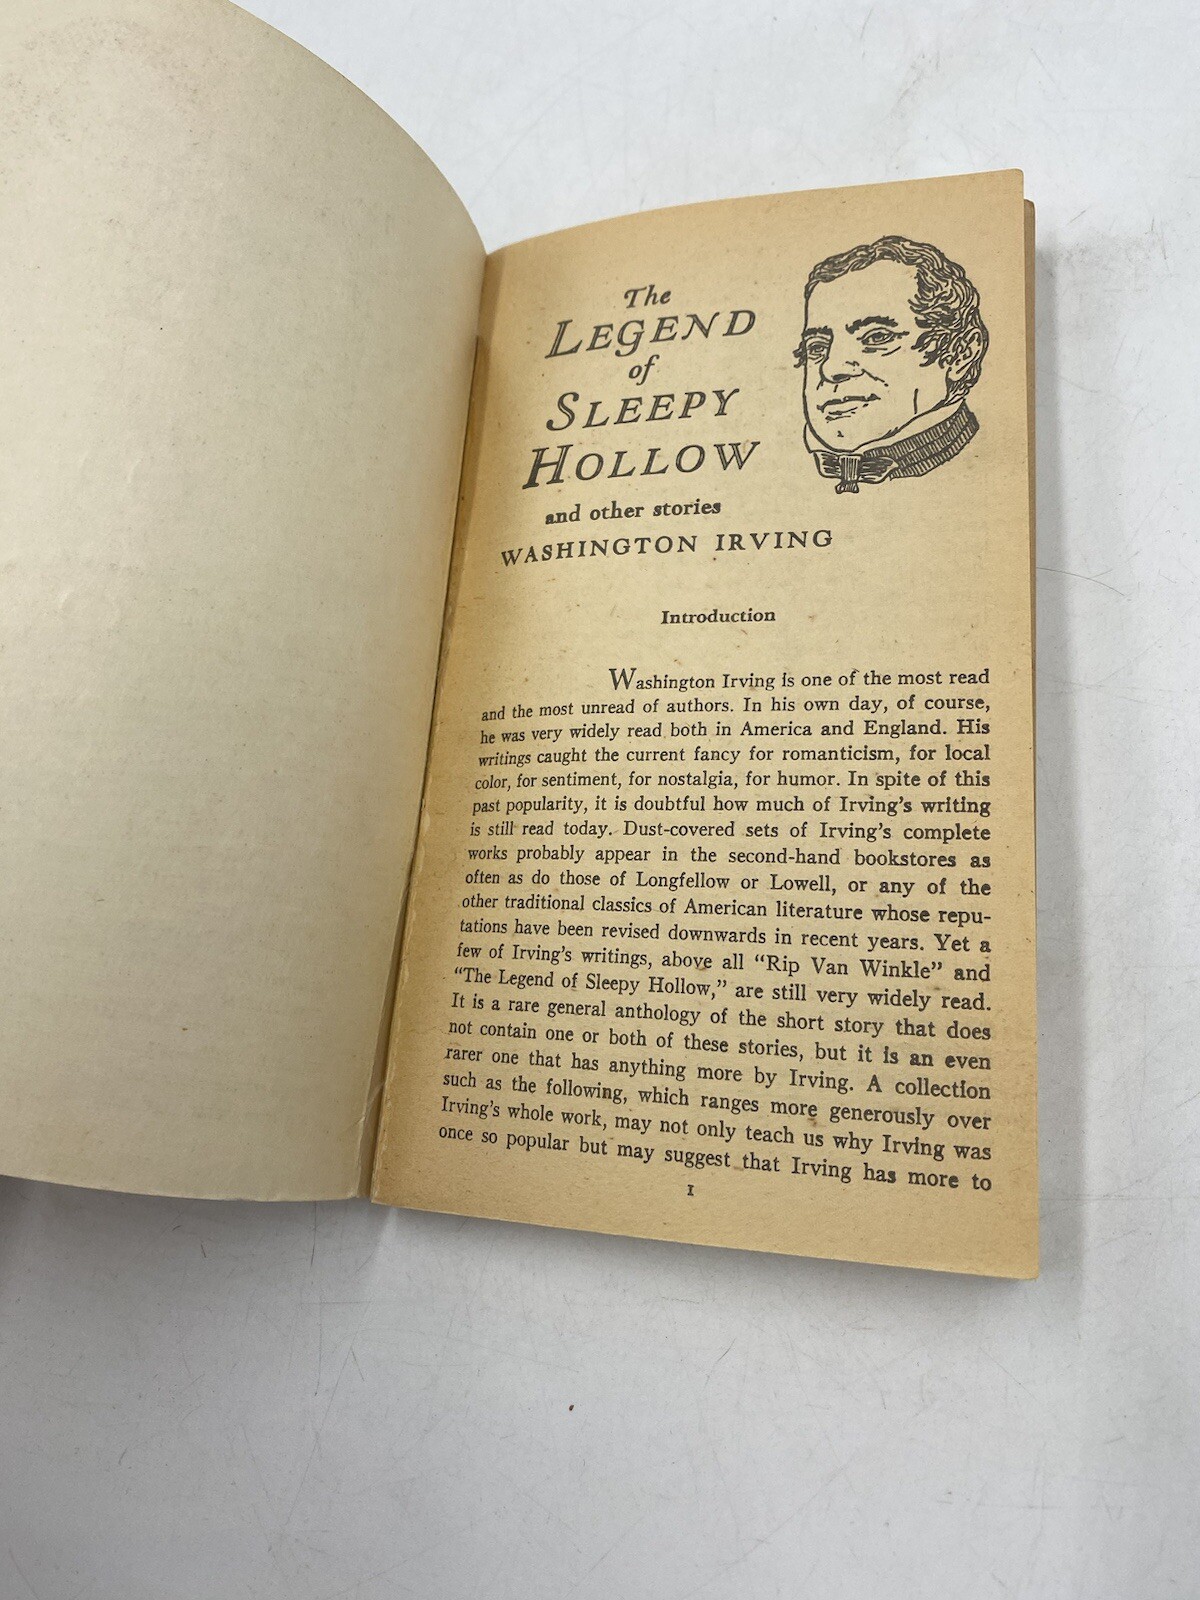 The
LEGEND
of
SLEEPY
HOLLOW
and other stories
WASHINGTON IRVING
Introduction
Washington Irving is one of the most read
and the most unread of authors. In his own day, of course,
he was very widely read both in America and England. His
writings caught the current fancy for romanticism, for local
color, for sentiment, for nostalgia, for humor. In spite of this
past popularity, it is doubtful how much of Irving's writing
is still read today. Dust-covered sets of Irving's complete
works probably appear in the second-hand bookstores as
often as do those of Longfellow or Lowell, or any of the
other traditional classics of American literature whose repu-
tations have been revised downwards in recent years. Yet a
few of Irving's writings, above all "Rip Van Winkle" and
"The Legend of Sleepy Hollow," are still very widely read.
It is a rare general anthology of the short story that does
not contain one or both of these stories, but it is an even
rarer one that has anything more by Irving. A collection
such as the following, which ranges more generously over
Irving's whole work, may not only teach us why Irving was
once so popular but may suggest that Irving has more to
1